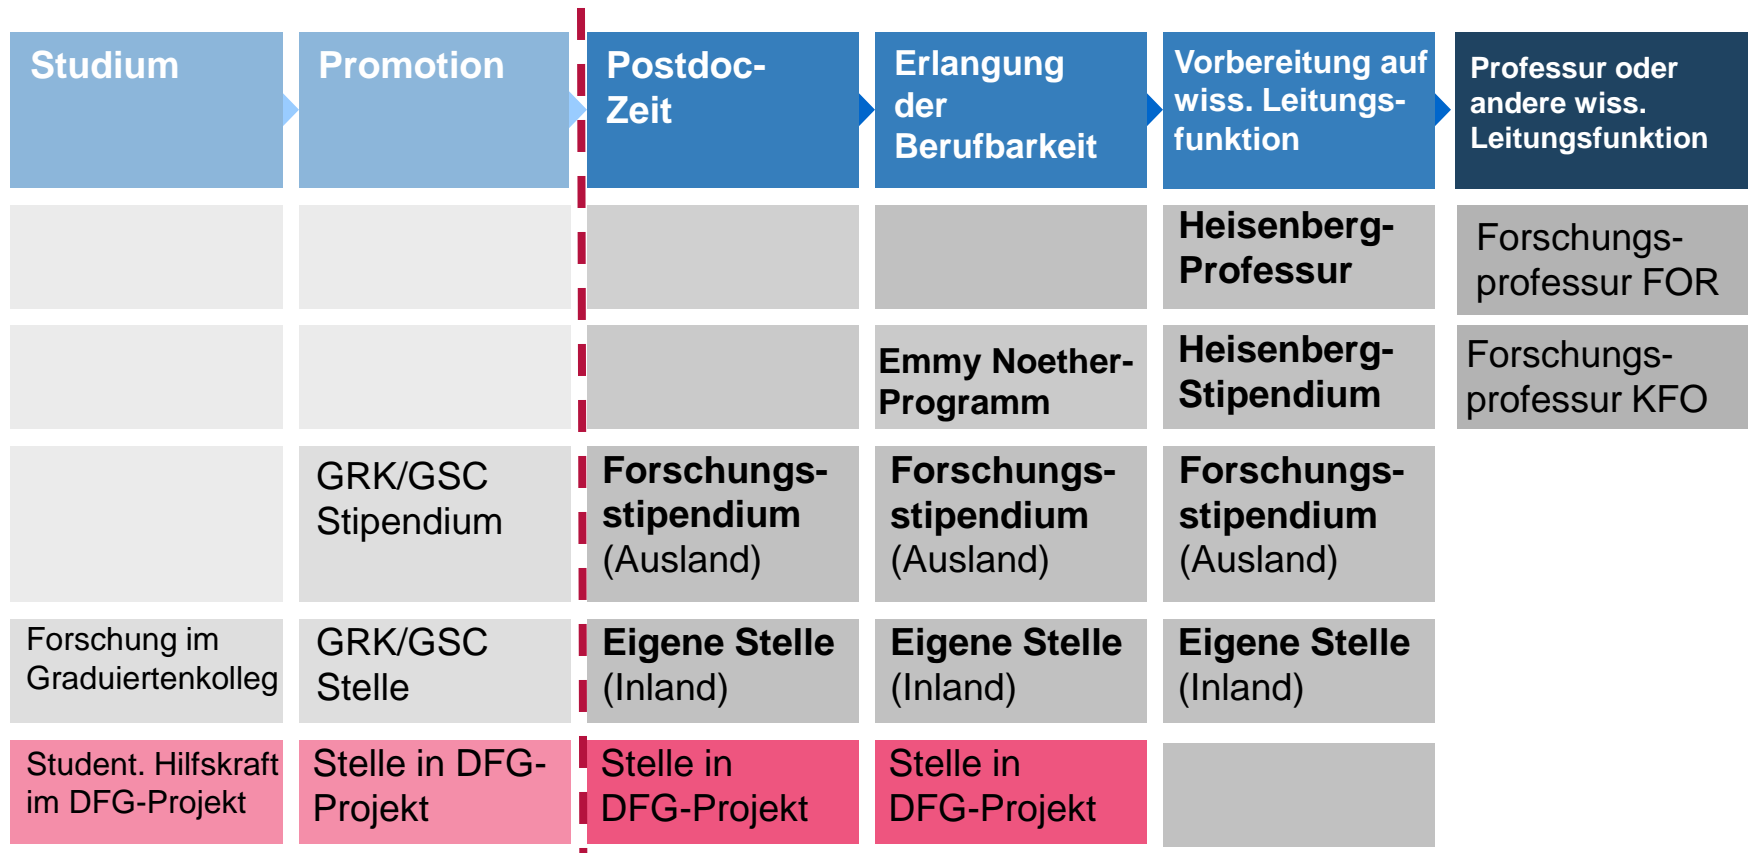 Studium
Promotion
Postdoc-
Zeit
Erlangung
der
Berufbarkeit
Vorbereitung auf
wiss. Leitungs-
funktion
Professur oder
andere wiss.
Leitungsfunktion
Heisenberg-
Professur
Forschungs-
professur FOR
Emmy Noether-
Programm
Heisenberg-
Stipendium
Forschungs-
professur KFO
GRK/GSC
Stipendium
Forschungs-
stipendium
(Ausland)
Forschungs-
stipendium
(Ausland)
Forschungs-
stipendium
(Ausland)
Forschung im
Graduiertenkolleg
GRK/GSC
Stelle
Eigene Stelle
(Inland)
Eigene Stelle
(Inland)
Eigene Stelle
(Inland)
Student. Hilfskraft
im DFG-Projekt
Stelle in DFG-
Projekt
Stelle in
DFG-Projekt
Stelle in
DFG-Projekt